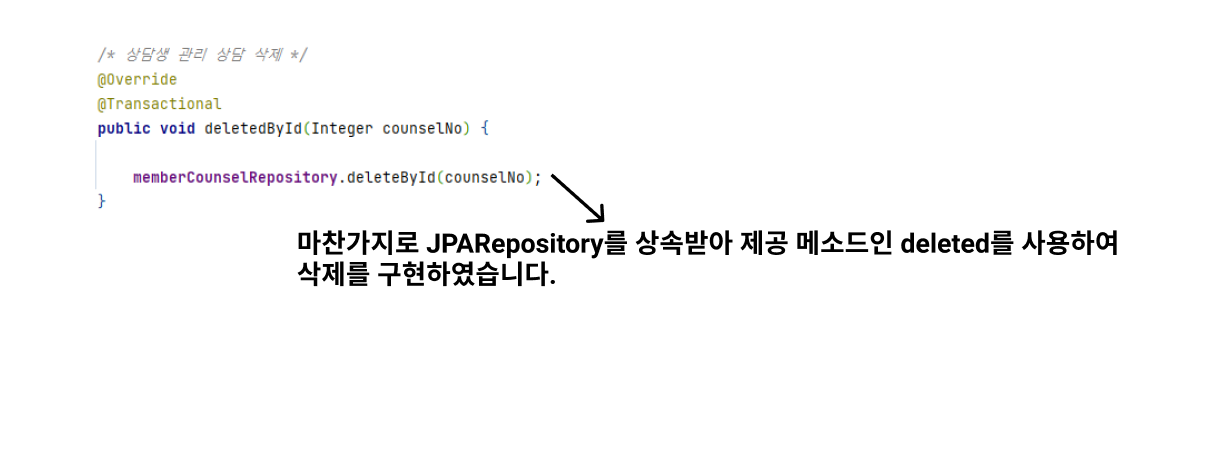 /* 상담생 관리 상담 삭제 */
@Override
@Transactional
public void deletedById(Integer counselNo) {
memberCounselRepository.deleteById(counselNo);
}
마찬가지로 JPARepository를 상속받아 제공 메소드인 deleted를 사용하여
삭제를 구현하였습니다.